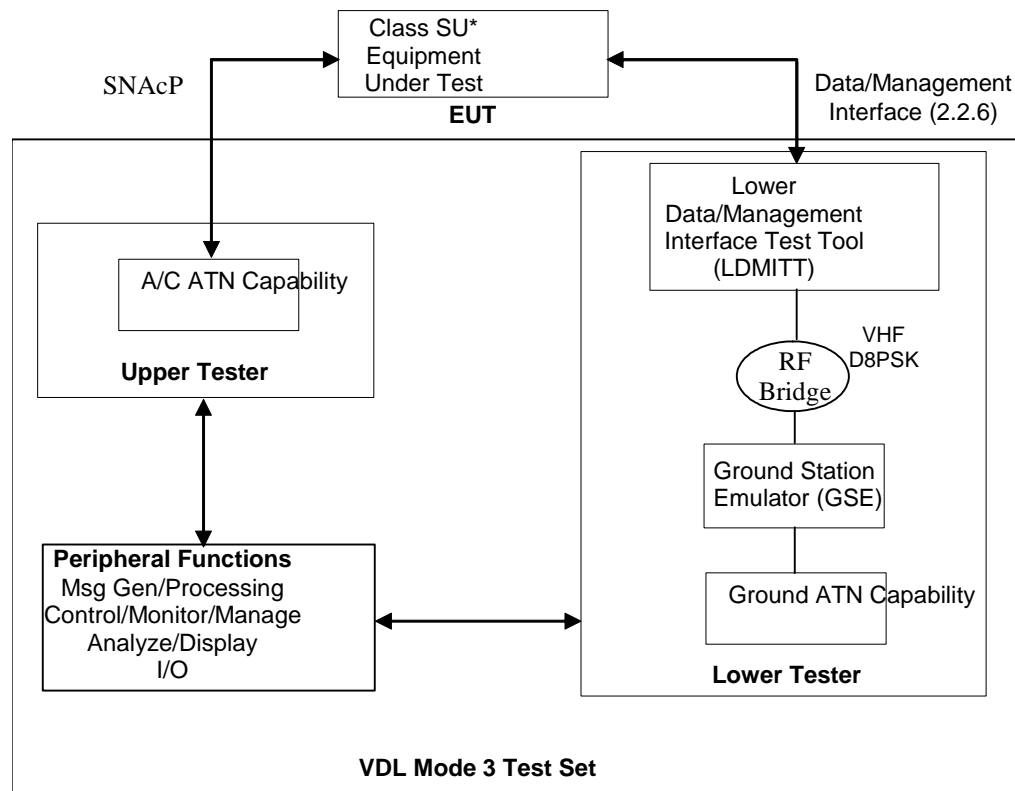 Class SU*
Equipment
Under Test
EUT
SNAcP
Data/Management
Interface (2.2.6)
Lower
Data/Management
Interface Test Tool
(LDMITT)
A/C ATN Capability
Upper Tester
VHF
D8PSK
RF
Bridge
Ground Station
Emulator (GSE)
Ground ATN Capability
Lower Tester
Peripheral Functions
Msg Gen/Processing
Control/Monitor/Manage
Analyze/Display
I/O
VDL Mode 3 Test Set